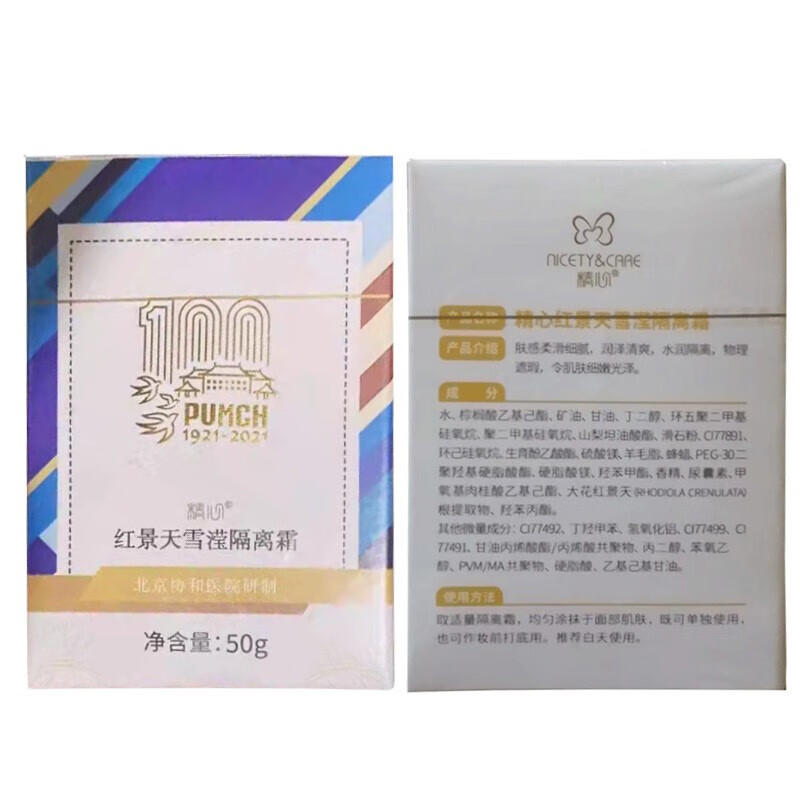 100
PUMCH
1921-2021
精心®
红景天雪滢隔离霜
北京协和医院研制
净含量：50g
NICETY&CARE
精心®
产品名称 精心红景天雪滢隔离霜
产品介绍 肤感柔滑细腻，润泽清爽，水润隔离，物理
遮瑕，令肌肤细嫩光泽。
成 分
水、棕榈酸乙基己酯、矿油、甘油、丁二醇、环五聚二甲基
硅氧烷、聚二甲基硅氧烷、山梨坦油酸酯、滑石粉、CI77891、
环己硅氧烷、生育酚乙酸酯、硫酸镁、羊毛脂、蜂蜡、PEG-30二
聚羟基硬脂酸酯、硬脂酸镁、羟苯甲酯、香精、尿囊素、甲
氧基肉桂酸乙基己酯、大花红景天(RHODIOLA CRENULATA)
根提取物、羟苯丙酯。
其他微量成分：CI77492、丁羟甲苯、氢氧化铝、CI77499、CI
77491、甘油丙烯酸酯/丙烯酸共聚物、丙二醇、苯氧乙
醇、PVM/MA共聚物、硬脂酸、乙基己基甘油。
使用方法
取适量隔离霜，均匀涂抹于面部肌肤，既可单独使用，
也可作妆前打底用。推荐白天使用。